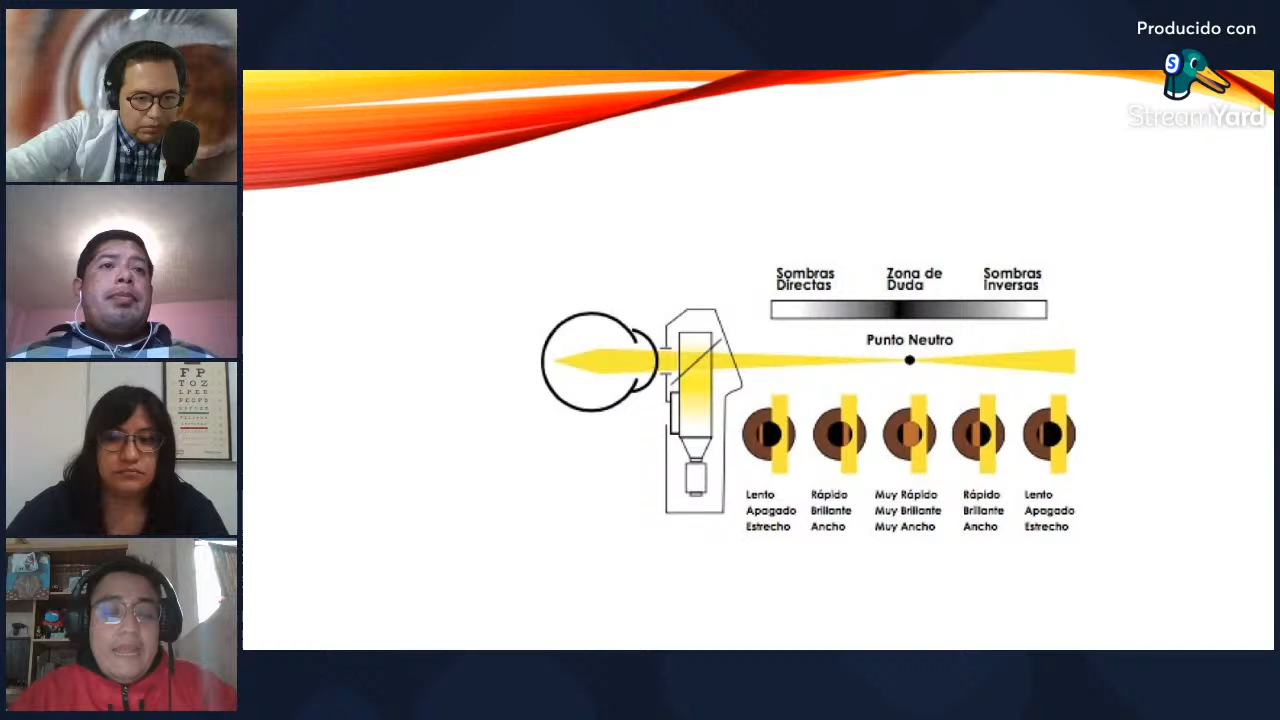 Producido con
S
StreamYard
Sombras
Directas
Zona de
Duda
Sombras
Inversas
Punto Neutro
Lento
Apagado
Estrecho
Rápido
Brillante
Ancho
Muy Rápido
Muy Brillante
Muy Ancho
Rápido
Brillante
Ancho
Lento
Apagado
Estrecho
F P
T O Z
L P E D
P E C F D